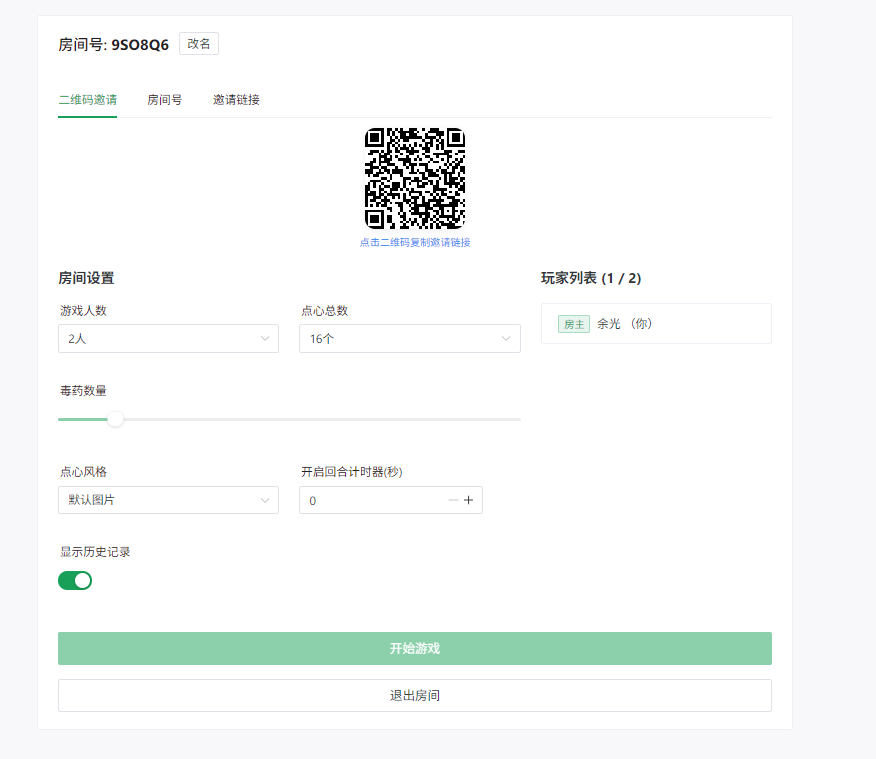 房间号: 9SO8Q6 改名
二维码邀请 房间号 邀请链接
点击二维码复制邀请链接
房间设置
游戏人数 点心总数
2人 16个
毒药数量
点心风格 开启回合计时器(秒)
默认图片 0
显示历史记录
玩家列表 (1 / 2)
房主 余光 （你）
开始游戏
退出房间